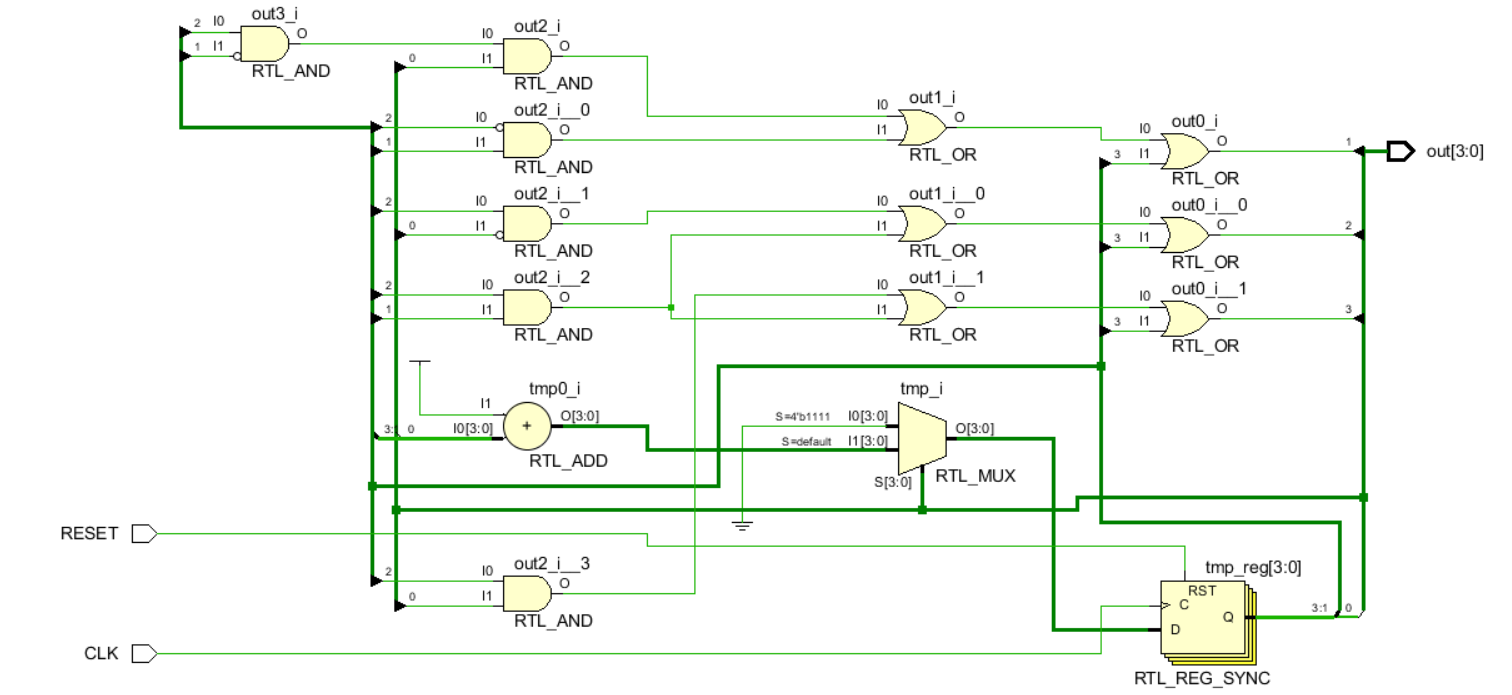 out3_i
2 I0
O
1 I1
RTL_AND
out2_i
I0
O
0 I1
RTL_AND
out2_i__0
2 I0
O
1 I1
RTL_AND
out1_i
I0
O
I1
RTL_OR
out0_i
I0
O
3 I1
1
RTL_OR
out[3:0]
out2_i__1
2 I0
O
0 I1
RTL_AND
out1_i__0
I0
O
I1
RTL_OR
out0_i__0
I0
O
3 I1
2
RTL_OR
out2_i__2
2 I0
O
1 I1
RTL_AND
out1_i__1
I0
O
I1
RTL_OR
out0_i__1
I0
O
3 I1
3
RTL_OR
tmp0_i
I1
3:1 0 I0[3:0]
+
O[3:0]
RTL_ADD
tmp_i
S=4'b1111 I0[3:0]
S=default I1[3:0]
O[3:0]
S[3:0]
RTL_MUX
RESET
out2_i__3
2 I0
O
0 I1
RTL_AND
tmp_reg[3:0]
RST
C
Q
D
3:1 0
RTL_REG_SYNC
CLK